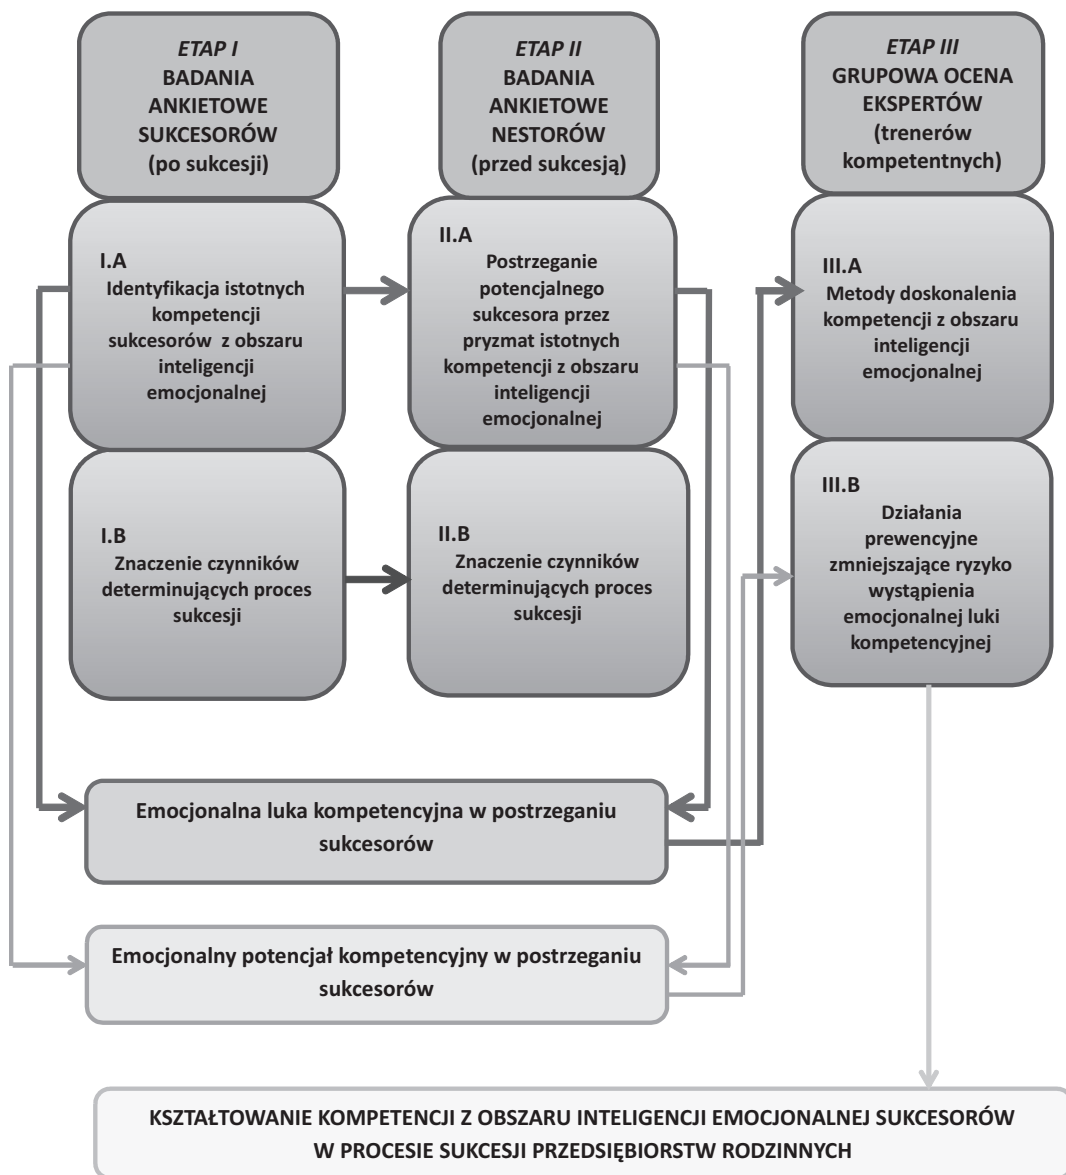 ETAP I
BADANIA
ANKIETOWE
SUKCESORÓW
(po sukcesji)
ETAP II
BADANIA
ANKIETOWE
NESTORÓW
(przed sukcesją)
ETAP III
GRUPOWA OCENA
EKSPERTÓW
(trenerów
kompetentnych)
I.A
Identyfikacja istotnych
kompetencji
sukcesorów z obszaru
inteligencji
emocjonalnej
II.A
Postrzeganie
potencjalnego
sukcesora przez
pryzmat istotnych
kompetencji z obszaru
inteligencji
emocjonalnej
III.A
Metody doskonalenia
kompetencji z obszaru
inteligencji
emocjonalnej
I.B
Znaczenie czynników
determinujących proces
sukcesji
II.B
Znaczenie czynników
determinujących proces
sukcesji
III.B
Działania
prewencyjne
zmniejszające ryzyko
wystąpienia
emocjonalnej luki
kompetencyjnej
Emocjonalna luka kompetencyjna w postrzeganiu
sukcesorów
Emocjonalny potencjał kompetencyjny w postrzeganiu
sukcesorów
KSZTAŁTOWANIE KOMPETENCJI Z OBSZARU INTELIGENCJI EMOCJONALNEJ SUKCESORÓW
W PROCESIE SUKCESJI PRZEDSIĘBIORSTW RODZINNYCH